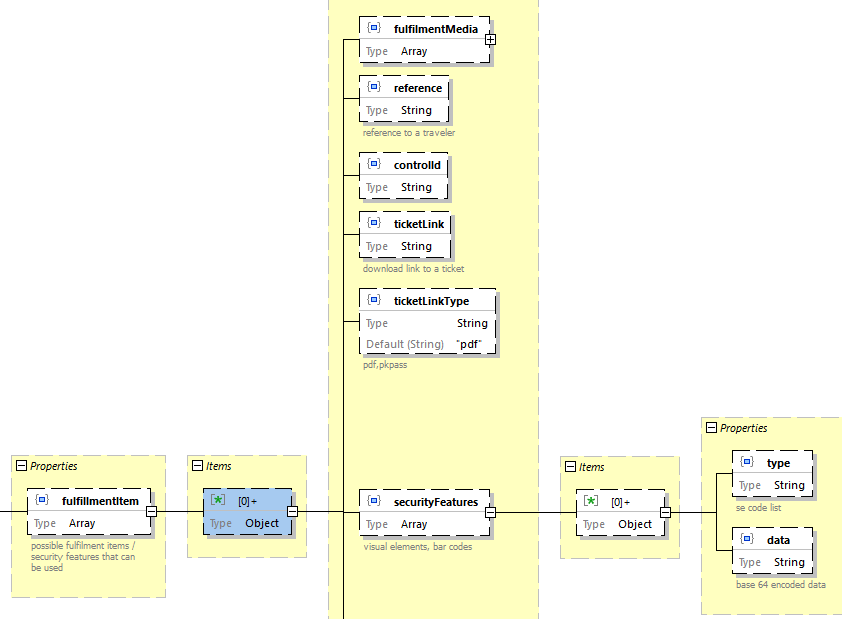 fulfilmentMedia
Type Array
reference
Type String
reference to a traveler
controlId
Type String
ticketLink
Type String
download link to a ticket
ticketLinkType
Type String
Default (String) "pdf"
pdf,pkpass
Properties
fulfillmentItem
Type Array
possible fulfilment items /
security features that can
be used
Items
[0]+
Type Object
securityFeatures
Type Array
visual elements, bar codes
Items
[0]+
Type Object
Properties
type
Type String
se code list
data
Type String
base 64 encoded data